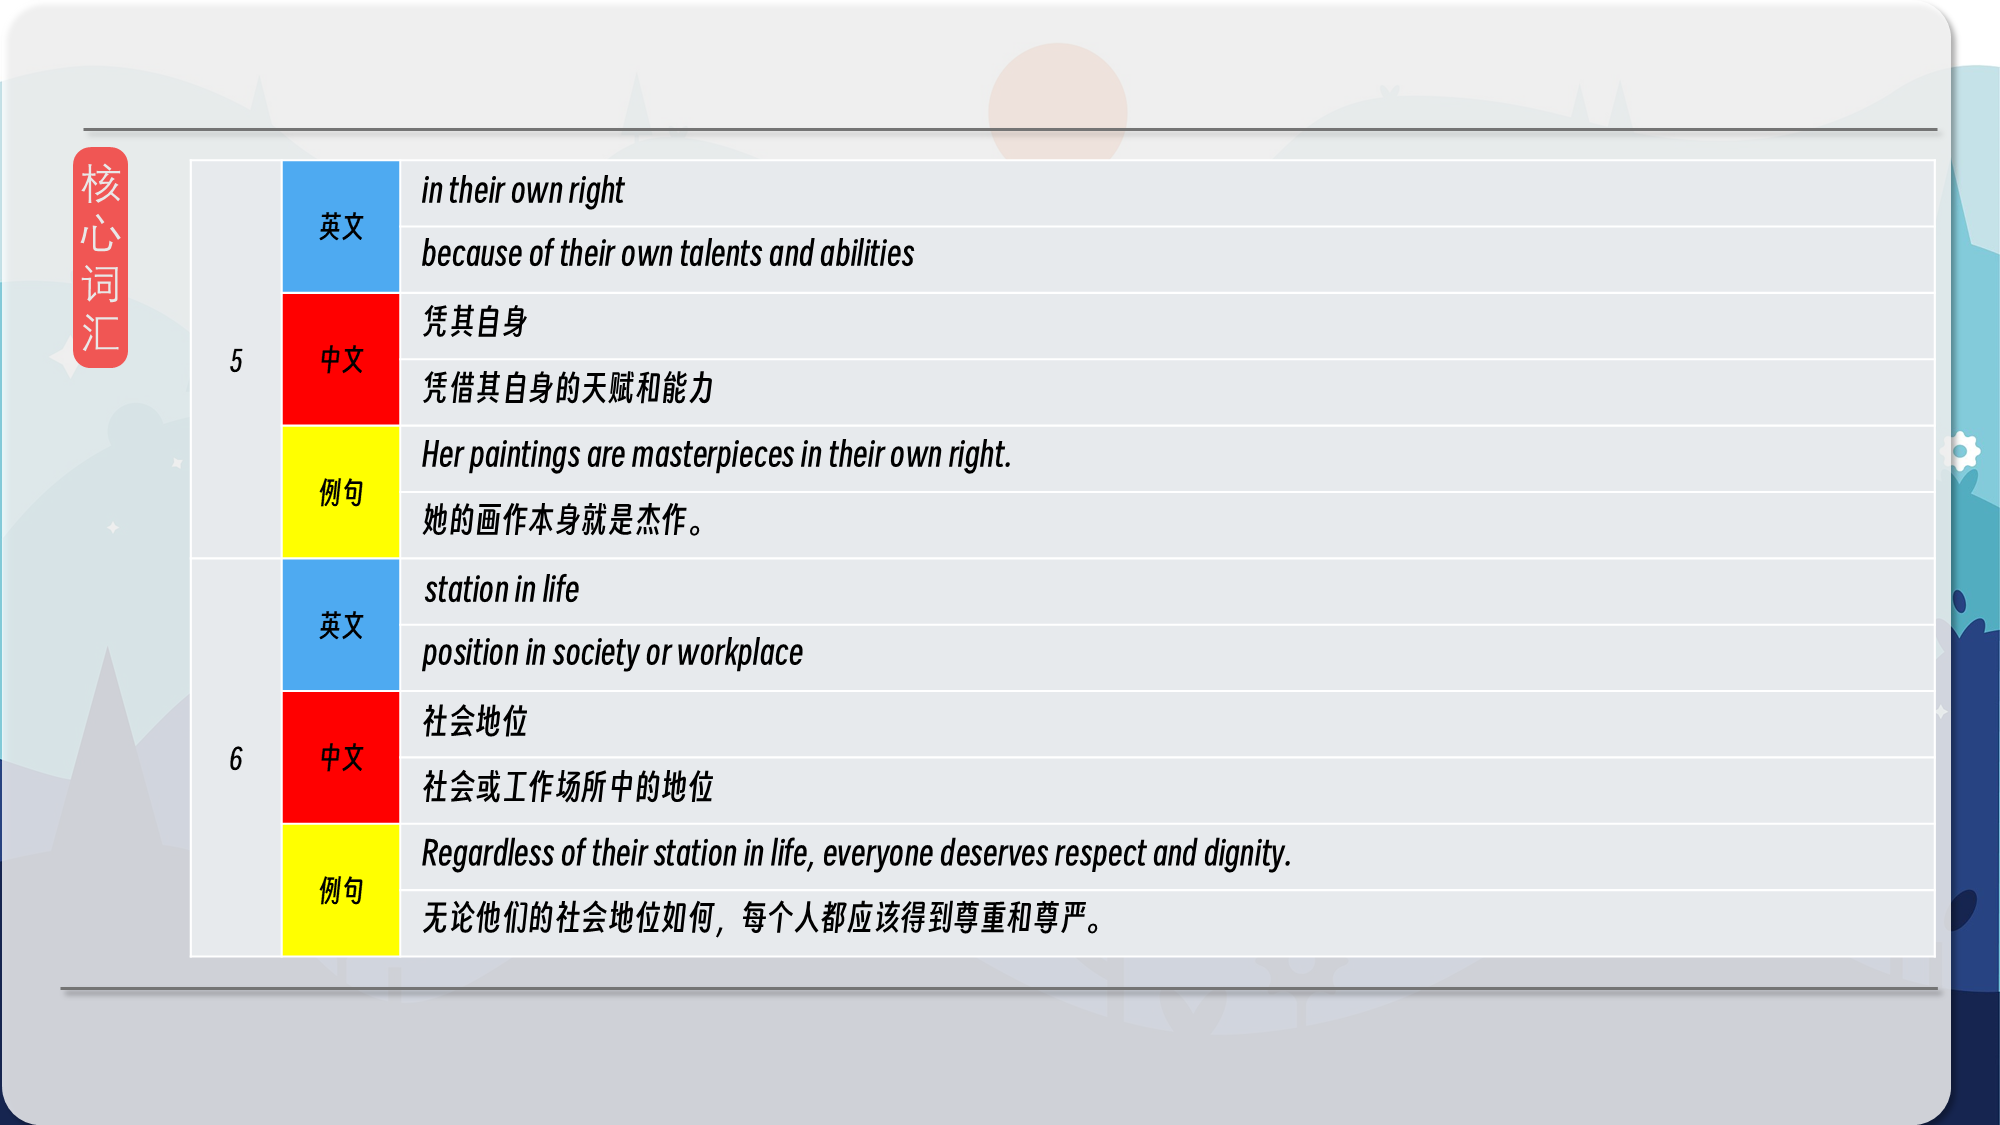 核心词汇
5
英文
in their own right
because of their own talents and abilities
中文
凭其自身
凭借其自身的天赋和能力
例句
Her paintings are masterpieces in their own right.
她的画作本身就是杰作。
6
英文
station in life
position in society or workplace
中文
社会地位
社会或工作场所中的地位
例句
Regardless of their station in life, everyone deserves respect and dignity.
无论他们的社会地位如何，每个人都应该得到尊重和尊严。